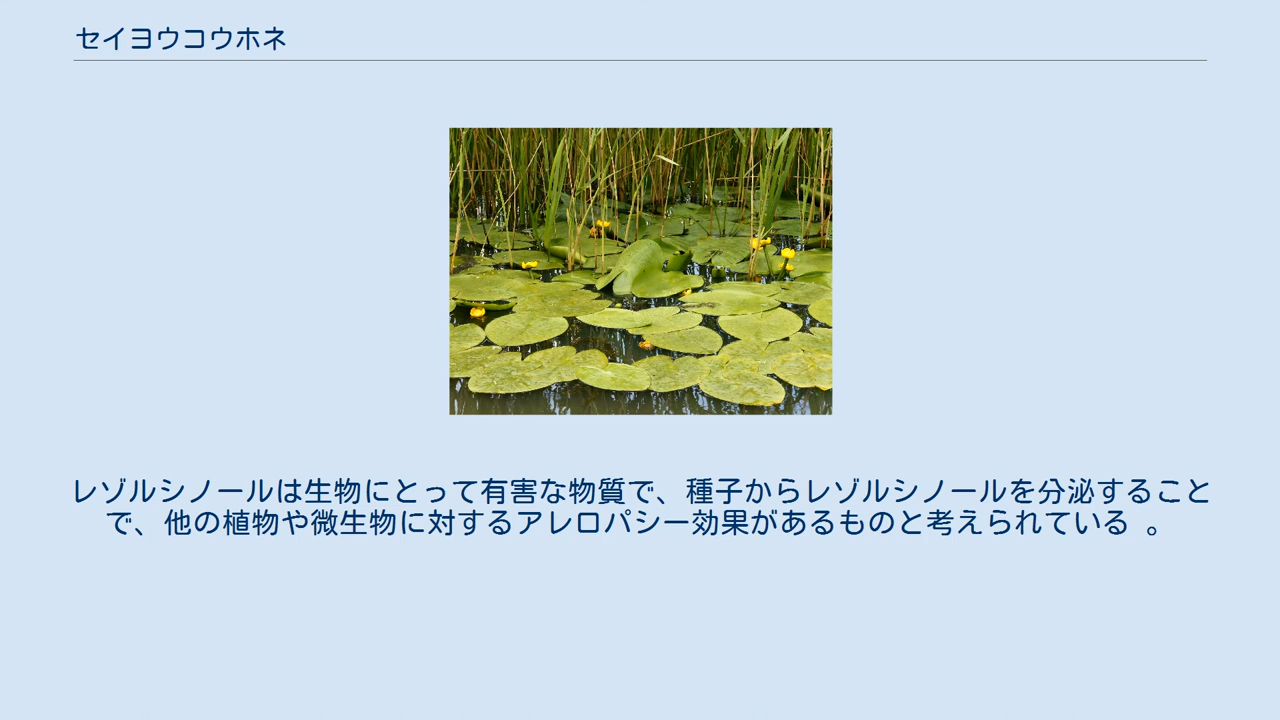 セイヨウコウホネ
レゾルシノールは生物にとって有害な物質で、種子からレゾルシノールを分泌すること
で、他の植物や微生物に対するアレロパシー効果があるものと考えられている 。